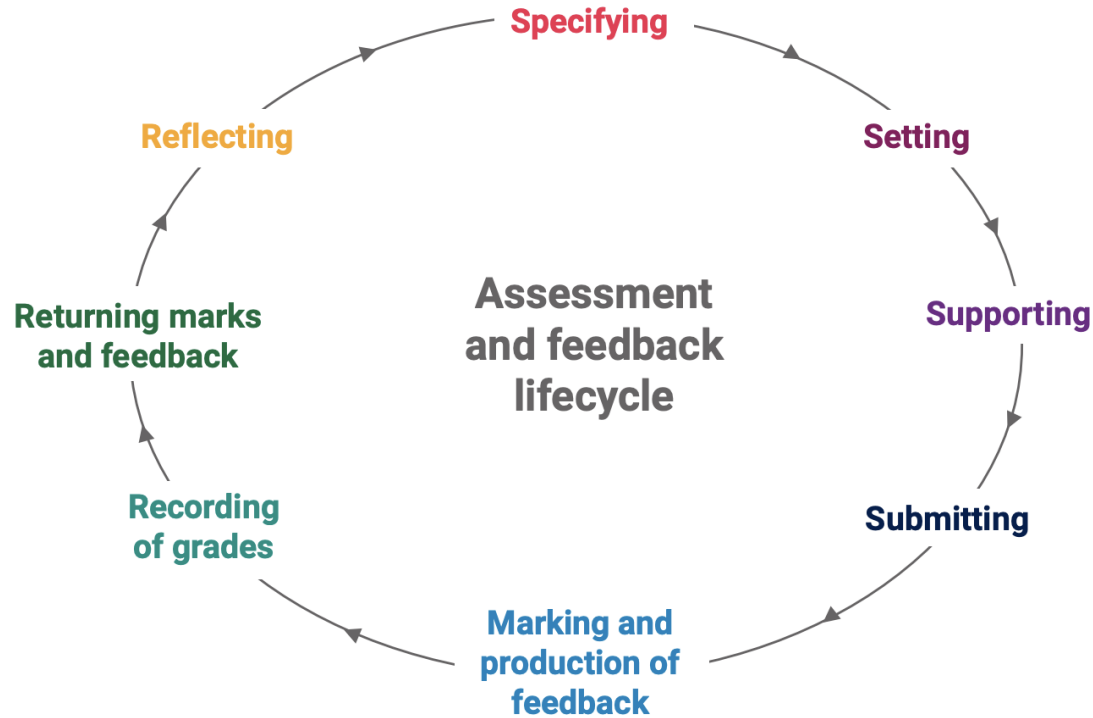 Specifying
Setting
Supporting
Submitting
Marking and
production of
feedback
Recording
of grades
Returning marks
and feedback
Reflecting
Assessment
and feedback
lifecycle